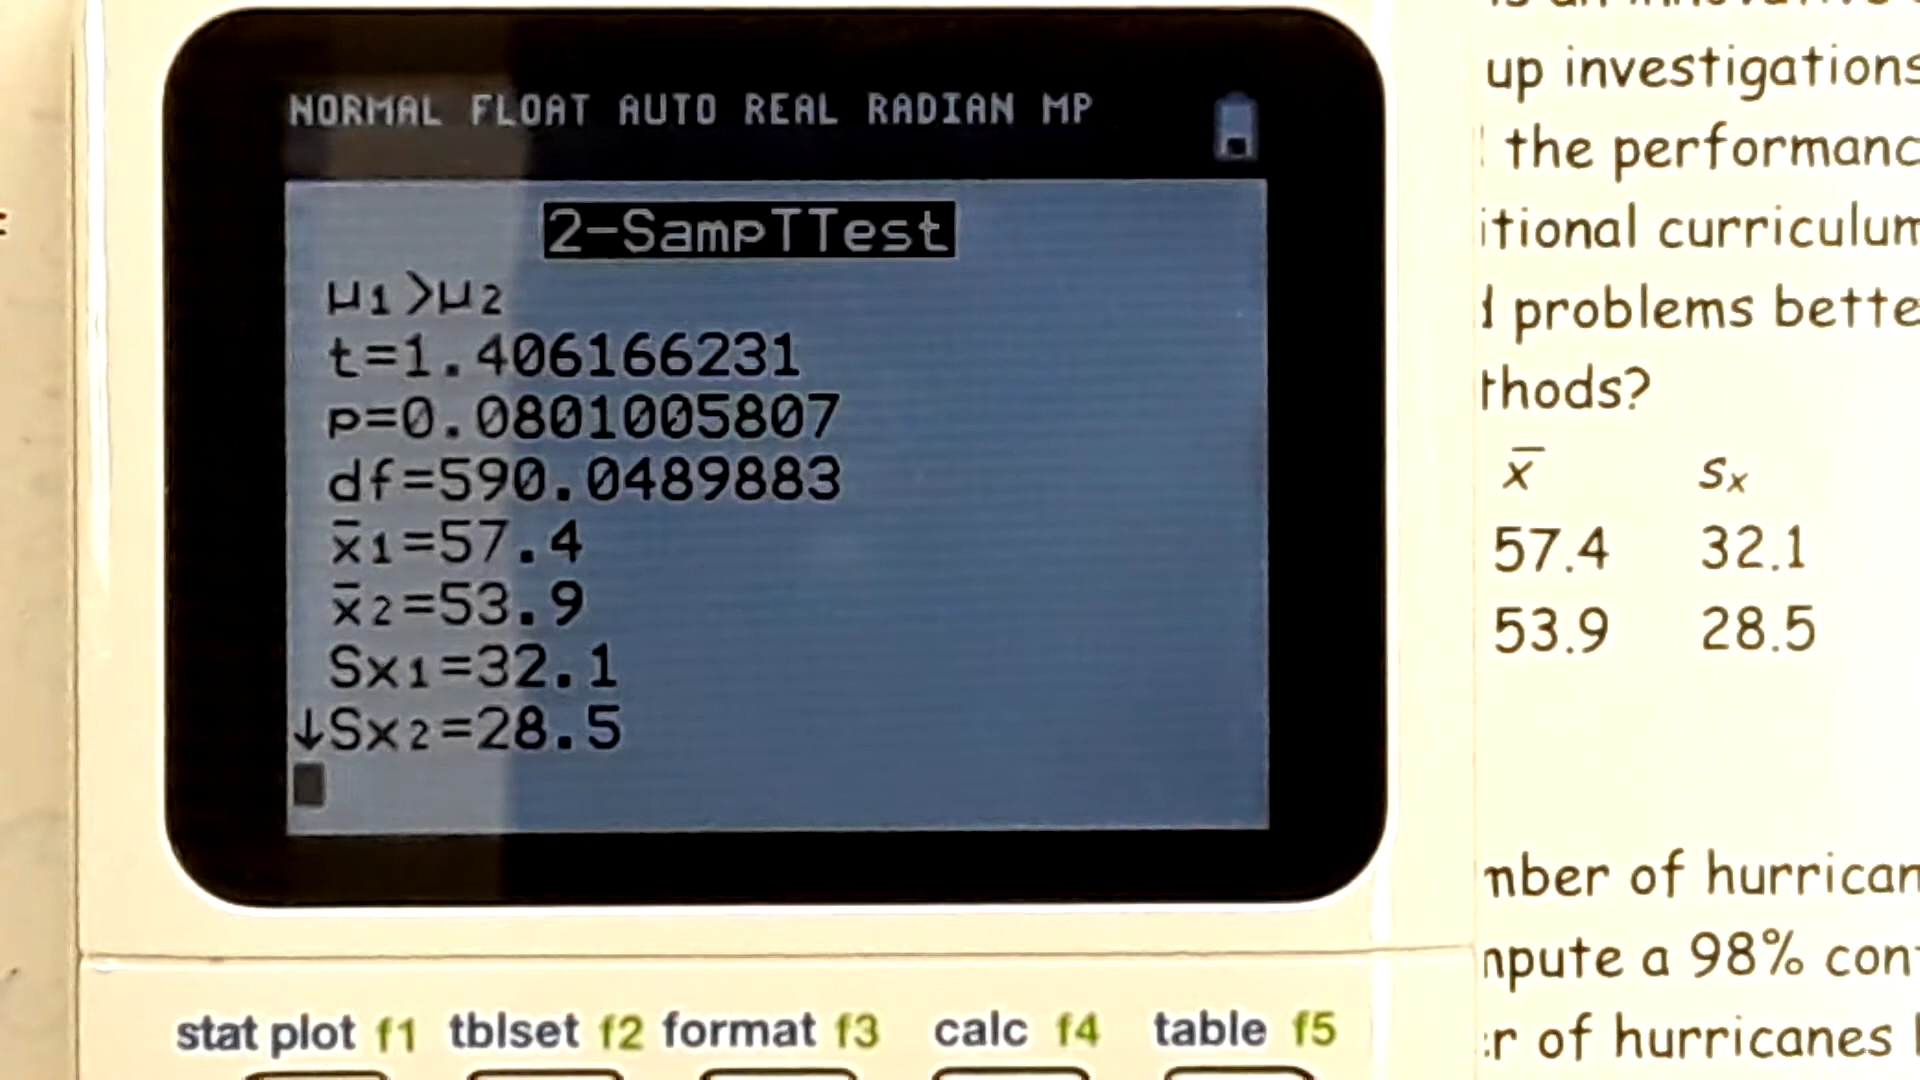 NORMAL FLOAT AUTO REAL RADIAN MP
2-SampTTest
μ1>μ2
t=1.406166231
p=0.0801005807
df=590.0489883
x̄1=57.4
x̄2=53.9
Sx1=32.1
↓Sx2=28.5
stat plot f1 tblset f2 format f3 calc f4 table f5
up investigations
the performanc
itional curriculum
problems bette
thods?
x̄ Sx
57.4 32.1
53.9 28.5
mber of hurrican
mpute a 98% con
er of hurricanes